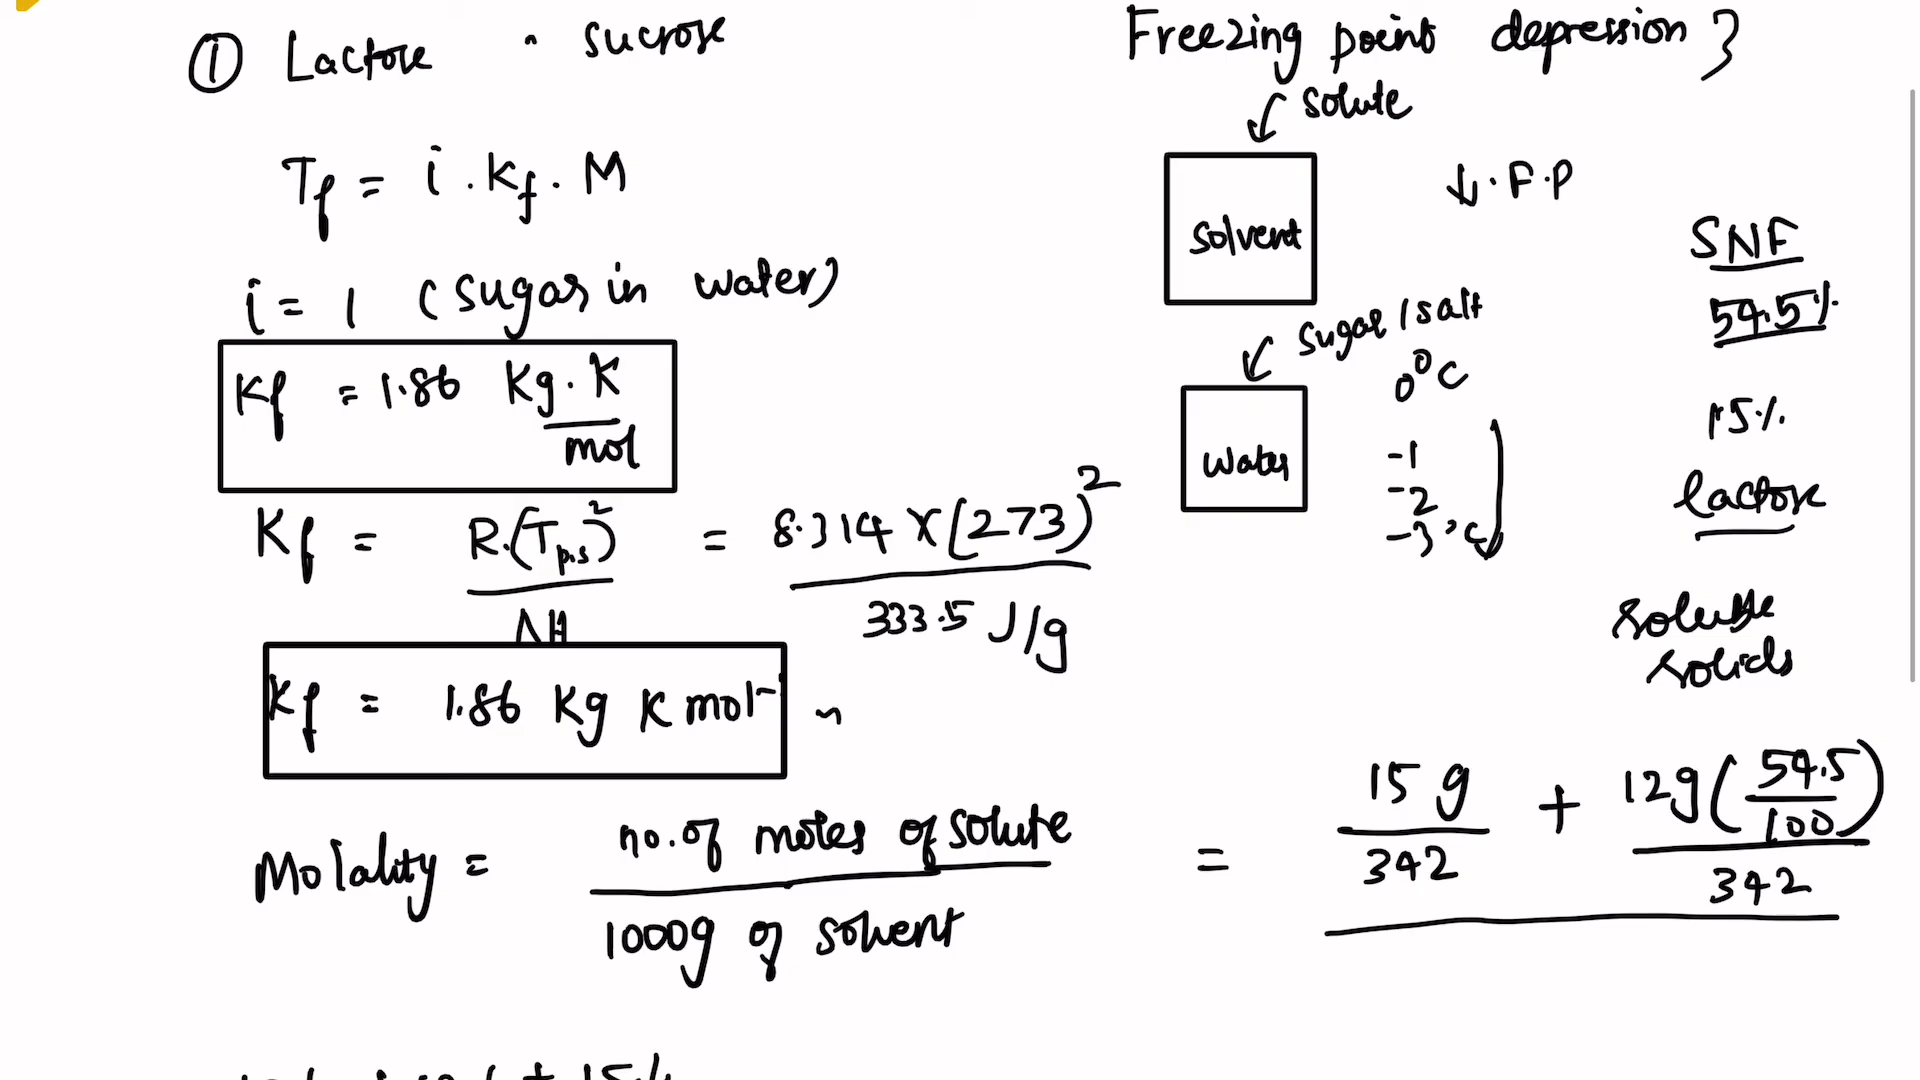 ① Lactose " sucrose
Tf = i . Kf . M
i = 1 (sugar in water)
Kf = 1.86 Kg . K / mol
Kf = R.(Tp.s)² / ΔH = 8.314 X (273)² / 333.5 J/g
Kf = 1.86 Kg K mol⁻¹
Molality = no. of moles of solute / 1000g of solvent
Freezing point depression }
solute
solvent
↓ . F.P
sugar / salt
water
0°C
-1
-2
-3°C
SNF
54.5%
15%
lactose
soluble
solids
= 15 g / 342 + 12g (54.5 / 100) / 342